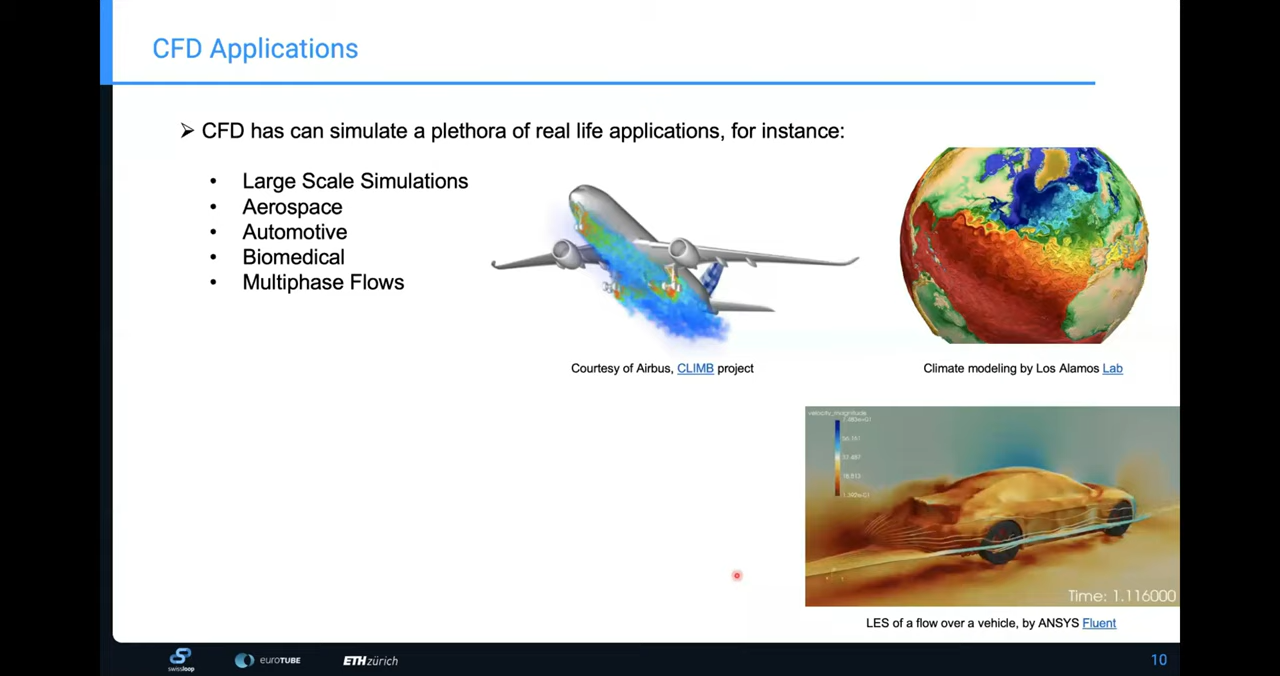 CFD Applications
➢ CFD has can simulate a plethora of real life applications, for instance:
• Large Scale Simulations
• Aerospace
• Automotive
• Biomedical
• Multiphase Flows
Courtesy of Airbus, CLIMB project
Climate modeling by Los Alamos Lab
velocity_magnitude
Time: 1.116000
LES of a flow over a vehicle, by ANSYS Fluent
swissloop
euroTUBE
ETH zürich
10